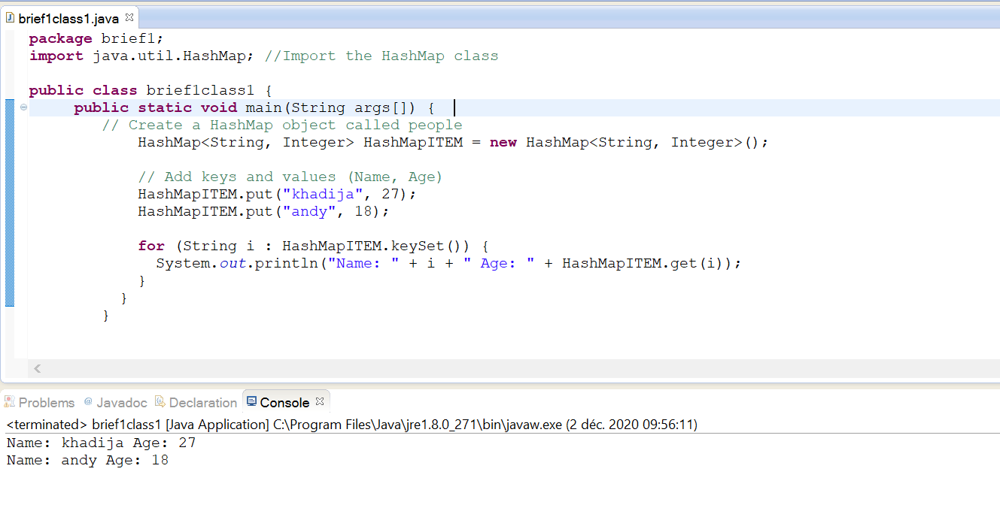 brief1class1.java
package brief1;
import java.util.HashMap; //Import the HashMap class
public class brief1class1 {
public static void main(String args[]) {
// Create a HashMap object called people
HashMap<String, Integer> HashMapITEM = new HashMap<String, Integer>();
// Add keys and values (Name, Age)
HashMapITEM.put("khadija", 27);
HashMapITEM.put("andy", 18);
for (String i : HashMapITEM.keySet()) {
System.out.println("Name: " + i + " Age: " + HashMapITEM.get(i));
}
}
}
Problems @ Javadoc Declaration Console
<terminated> brief1class1 [Java Application] C:\Program Files\Java\jre1.8.0_271\bin\javaw.exe (2 déc. 2020 09:56:11)
Name: khadija Age: 27
Name: andy Age: 18